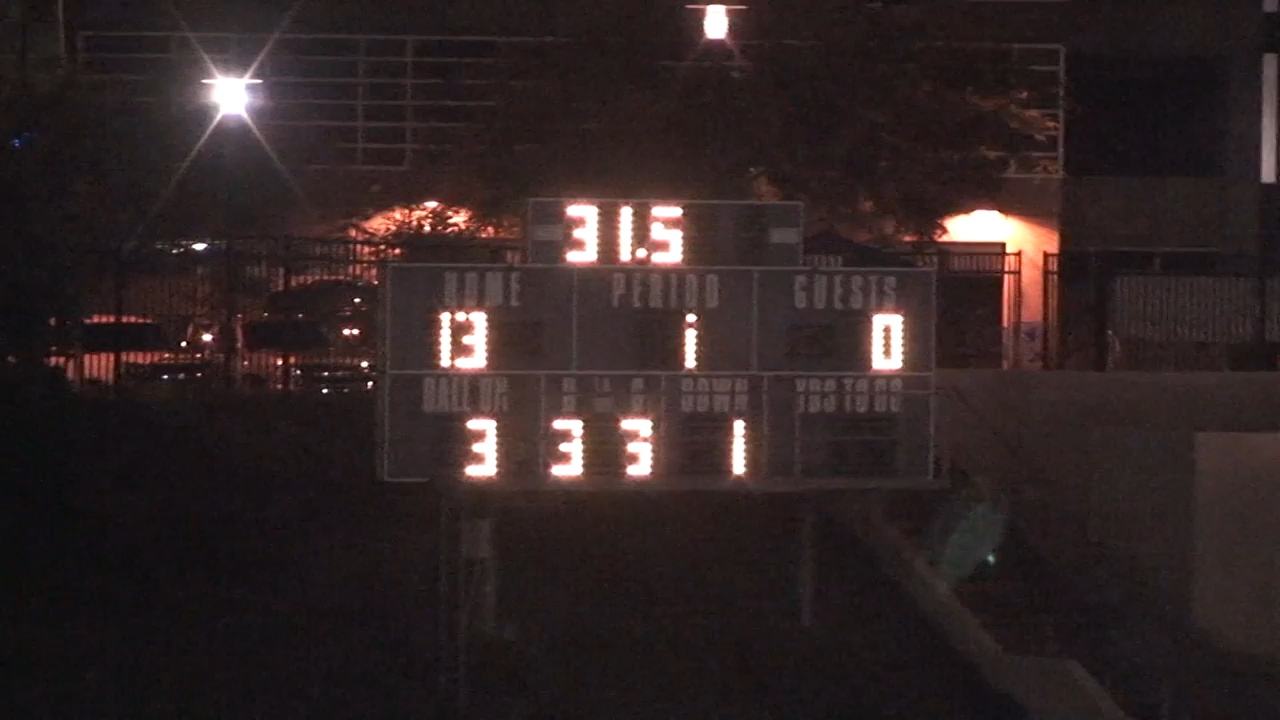 31.5
HOME PERIOD GUESTS
13 1 0
BALL ON DOWN YDS TO GO
3 3 3 1